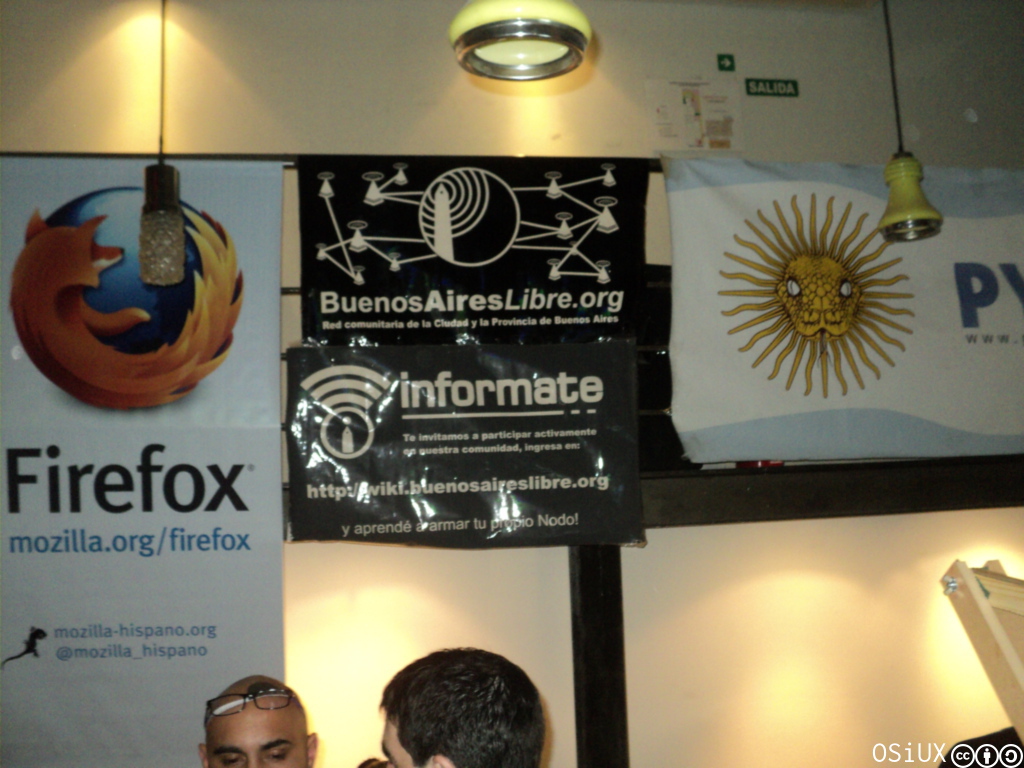 SALIDA
BuenosAiresLibre.org
Red comunitaria de la Ciudad y la Provincia de Buenos Aires
informate
Te invitamos a participar activamente
en nuestra comunidad, ingresa en:
http://wiki.buenosaireslibre.org
y aprendé a armar tu propio Nodo!
Firefox
mozilla.org/firefox
mozilla-hispano.org
@mozilla_hispano
PY
www.
OSiUX